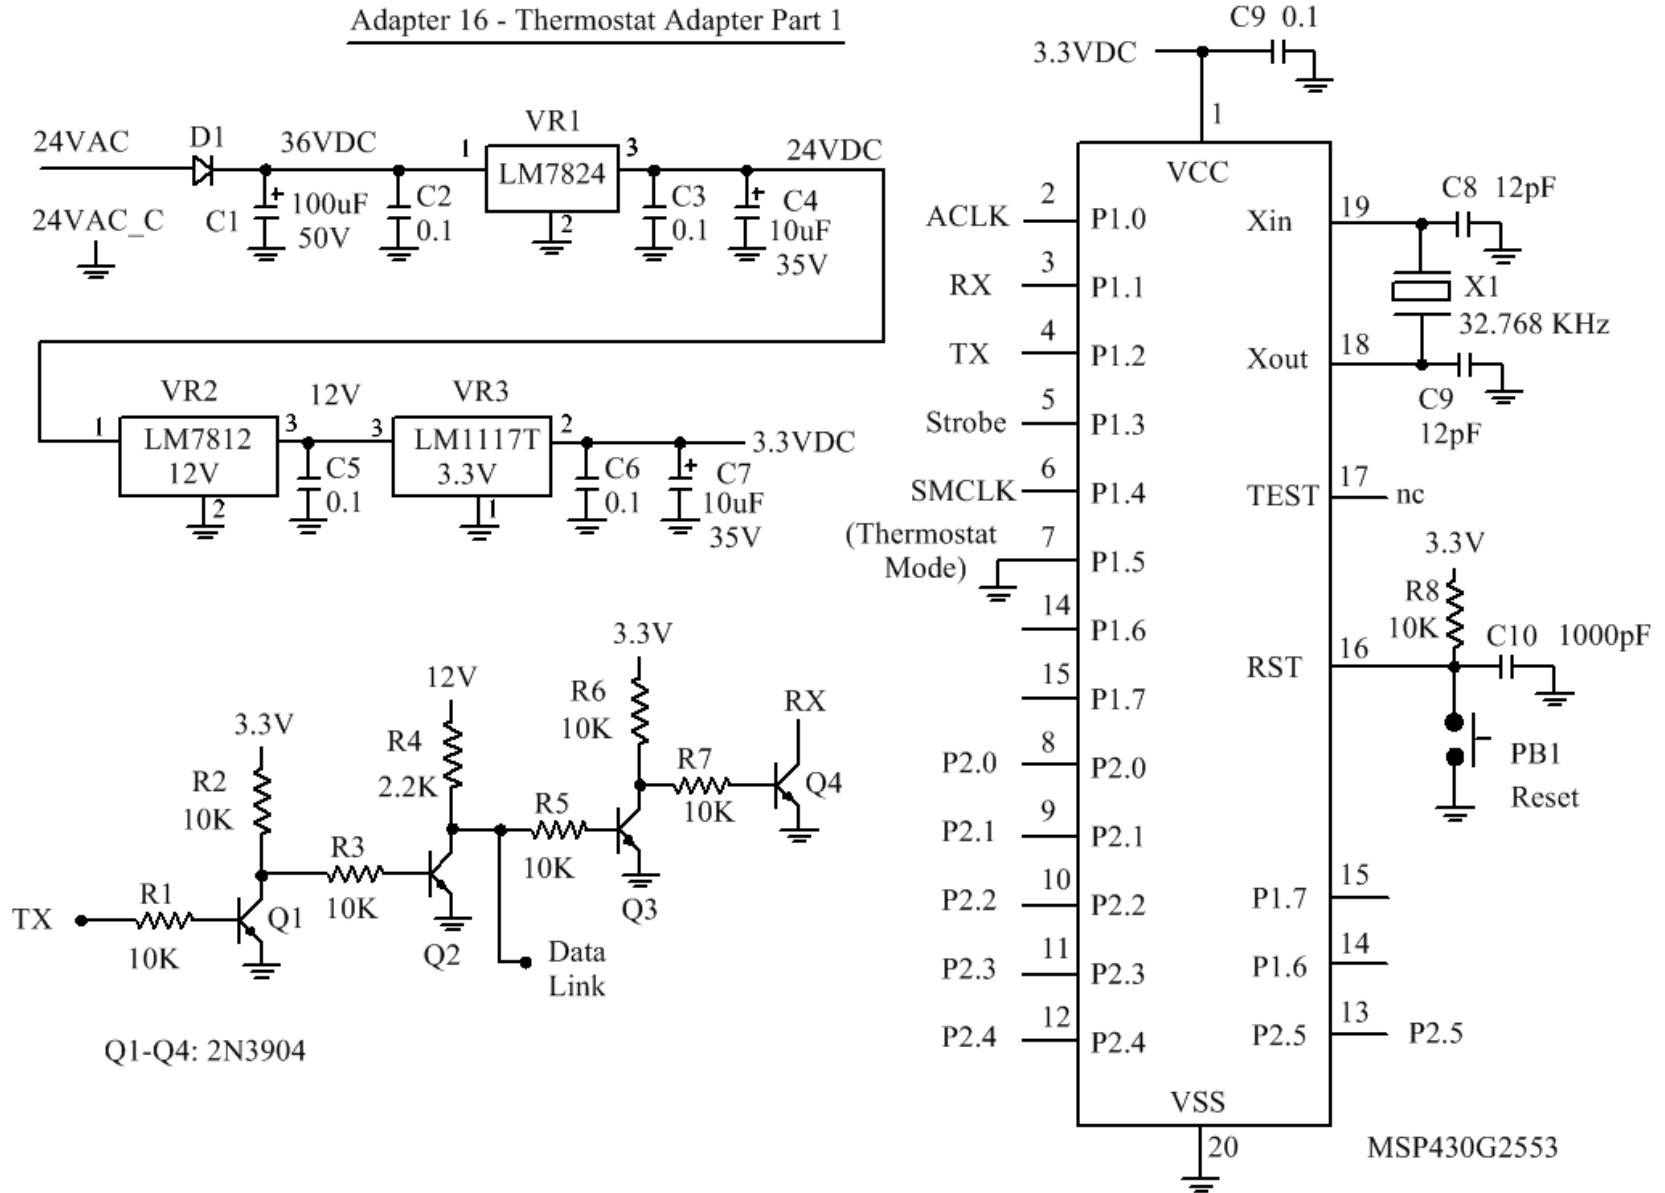 Adapter 16 - Thermostat Adapter Part 1
24VAC
D1
36VDC
1
VR1
LM7824
3
2
24VDC
24VAC_C
C1
+
100uF
50V
C2
0.1
C3
0.1
+
C4
10uF
35V
VR2
1
LM7812
12V
3
2
12V
VR3
3
LM1117T
3.3V
2
1
C5
0.1
C6
0.1
+
C7
10uF
35V
3.3VDC
TX
R1
10K
3.3V
R2
10K
Q1
R3
10K
12V
R4
2.2K
Q2
R5
10K
Data
Link
3.3V
R6
10K
Q3
R7
10K
RX
Q4
Q1-Q4: 2N3904
C9 0.1
3.3VDC
1
VCC
ACLK
2
P1.0
RX
3
P1.1
TX
4
P1.2
Strobe
5
P1.3
SMCLK
6
P1.4
(Thermostat
Mode)
7
P1.5
14
P1.6
15
P1.7
P2.0
8
P2.0
P2.1
9
P2.1
P2.2
10
P2.2
P2.3
11
P2.3
P2.4
12
P2.4
Xin
19
C8 12pF
X1
32.768 KHz
Xout
18
C9
12pF
TEST
17
nc
3.3V
R8
10K
RST
16
C10 1000pF
PB1
Reset
P1.7
15
P1.6
14
P2.5
13
P2.5
VSS
20
MSP430G2553